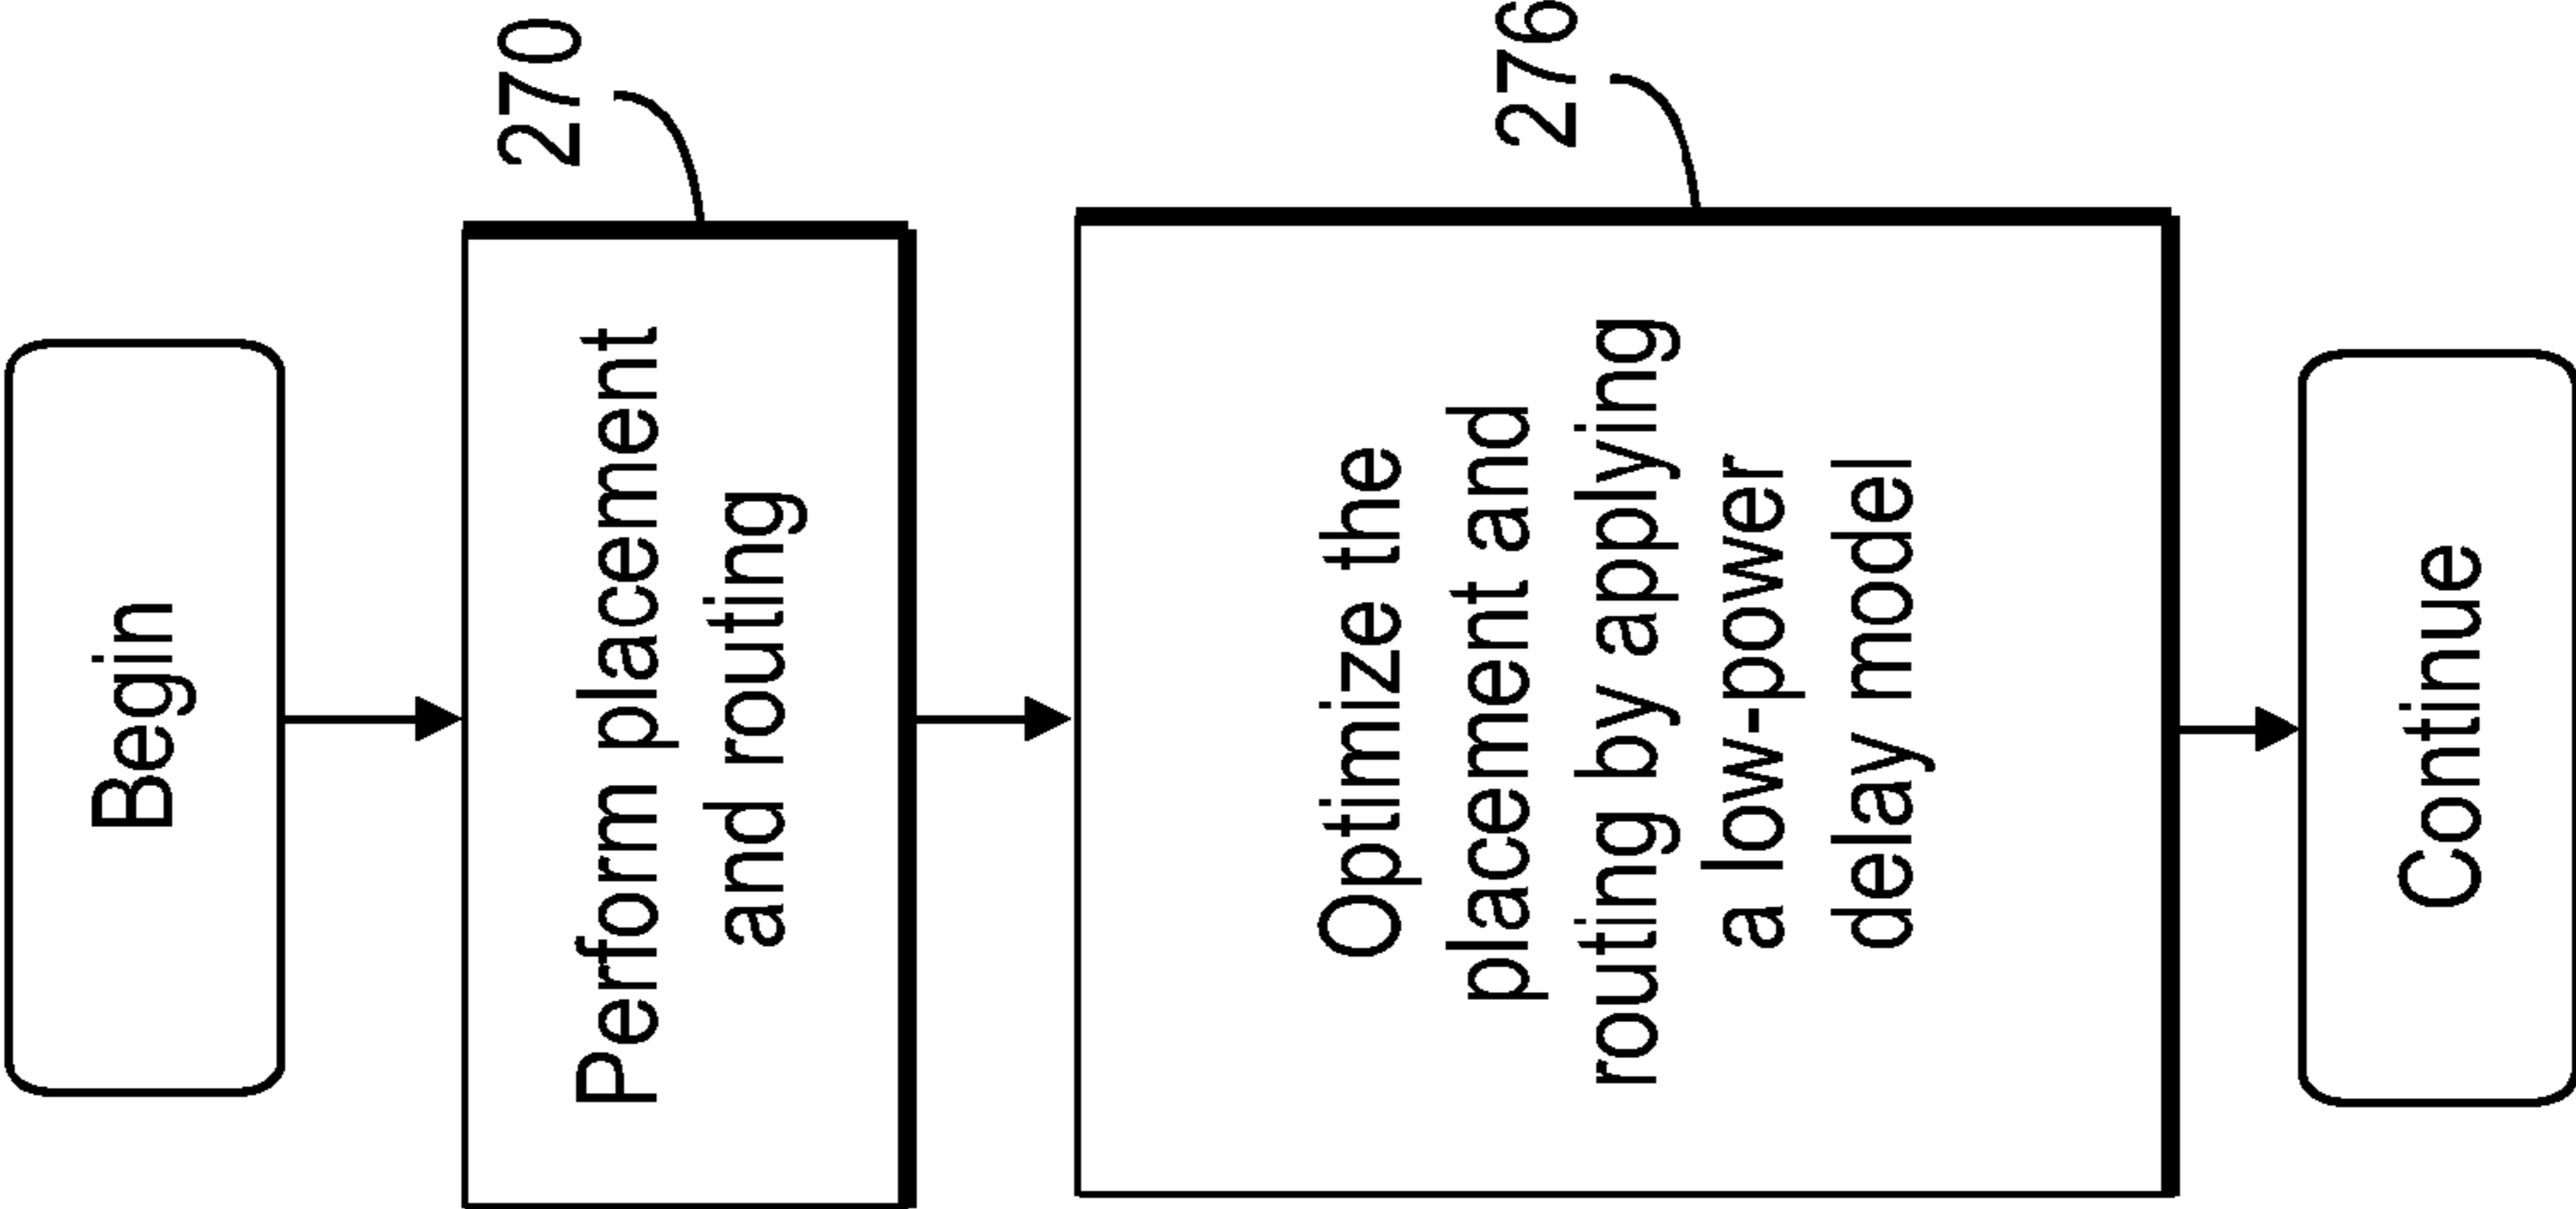 Begin
Perform placement
and routing
270
Optimize the
placement and
routing by applying
a low-power
delay model
276
Continue